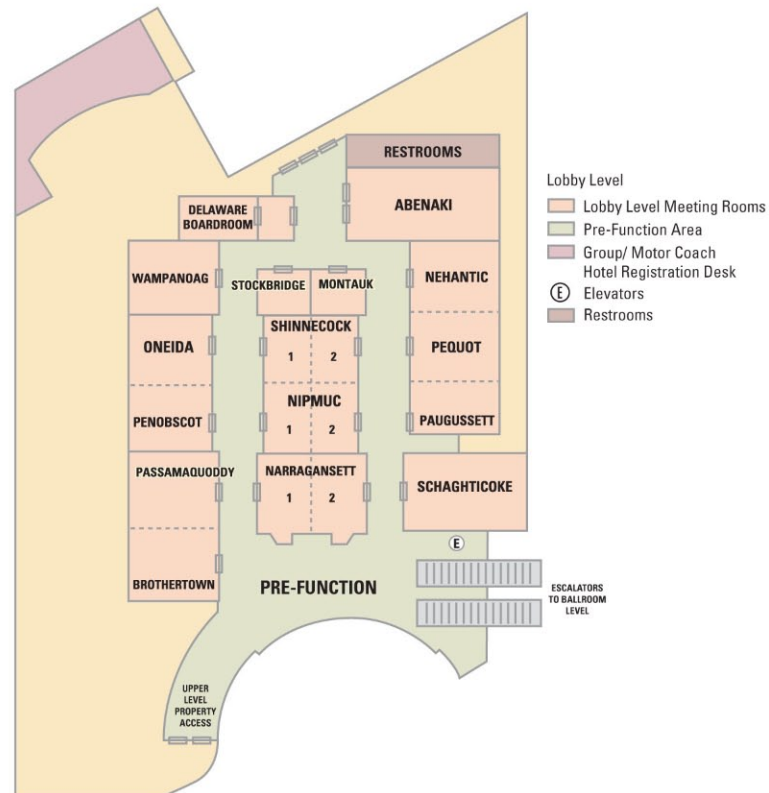 RESTROOMS
ABENAKI
DELAWARE
BOARDROOM
WAMPANOAG
STOCKBRIDGE
MONTAUK
NEHANTIC
SHINNECOCK
1
2
ONEIDA
PEQUOT
NIPMUC
1
2
PENOBSCOT
PAUGUSSETT
PASSAMAQUODDY
NARRAGANSETT
1
2
SCHAGHTICOKE
E
BROTHERTOWN
PRE-FUNCTION
ESCALATORS
TO BALLROOM
LEVEL
UPPER
LEVEL
PROPERTY
ACCESS
Lobby Level
Lobby Level Meeting Rooms
Pre-Function Area
Group/ Motor Coach
Hotel Registration Desk
E Elevators
Restrooms